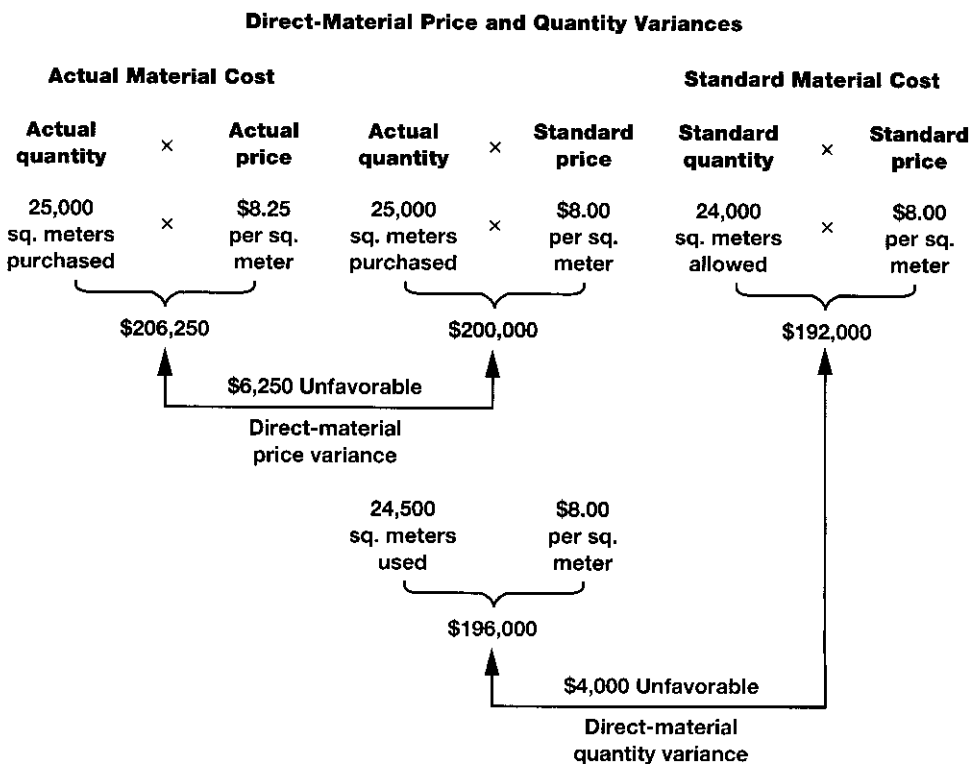 Direct-Material Price and Quantity Variances
Actual Material Cost
Standard Material Cost
Actual quantity × Actual price
Actual quantity × Standard price
Standard quantity × Standard price
25,000 sq. meters purchased × $8.25 per sq. meter
25,000 sq. meters purchased × $8.00 per sq. meter
24,000 sq. meters allowed × $8.00 per sq. meter
$206,250
$200,000
$192,000
$6,250 Unfavorable
Direct-material
price variance
24,500 sq. meters used
$8.00 per sq. meter
$196,000
$4,000 Unfavorable
Direct-material
quantity variance